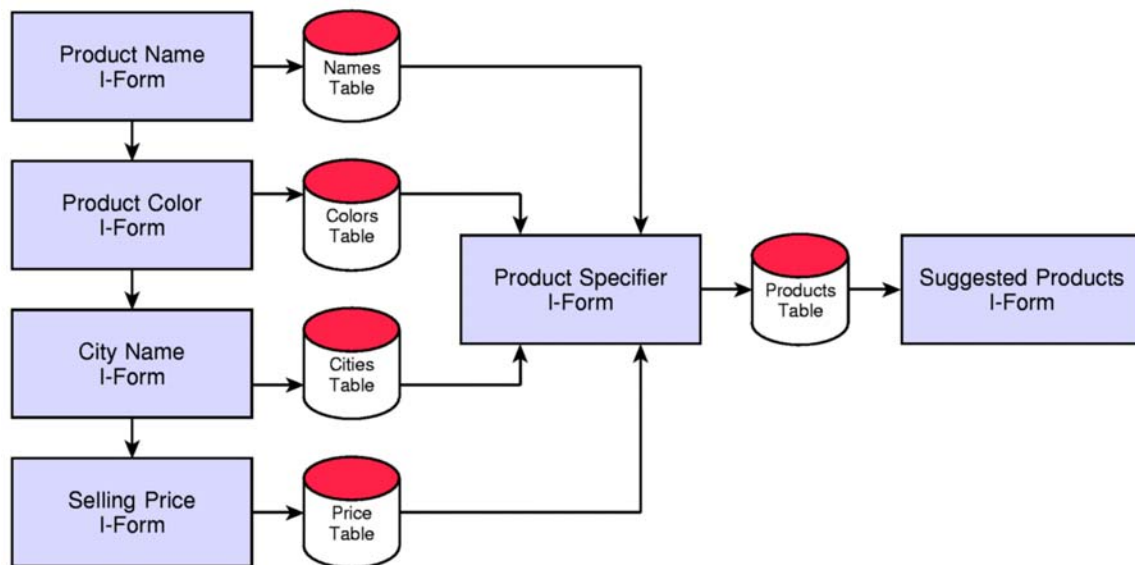 Product Name
I-Form
Names
Table
Product Color
I-Form
Colors
Table
City Name
I-Form
Cities
Table
Selling Price
I-Form
Price
Table
Product Specifier
I-Form
Products
Table
Suggested Products
I-Form